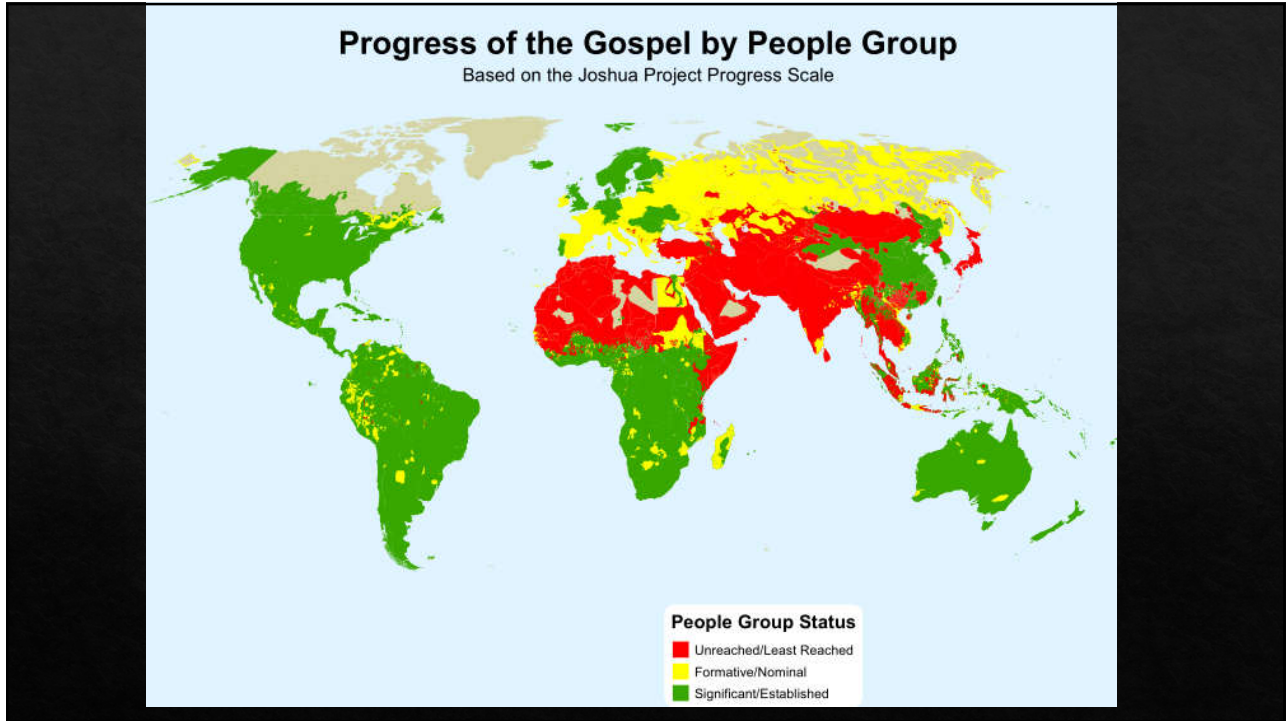 Progress of the Gospel by People Group
Based on the Joshua Project Progress Scale
People Group Status
Unreached/Least Reached
Formative/Nominal
Significant/Established